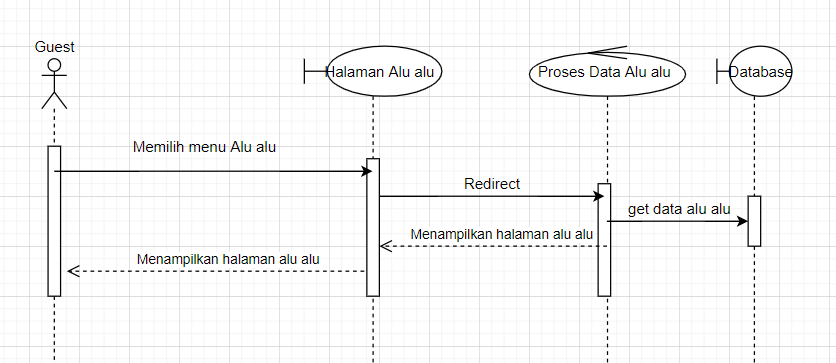 Guest
Halaman Alu alu
Proses Data Alu alu
Database
Memilih menu Alu alu
Redirect
get data alu alu
Menampilkan halaman alu alu
Menampilkan halaman alu alu